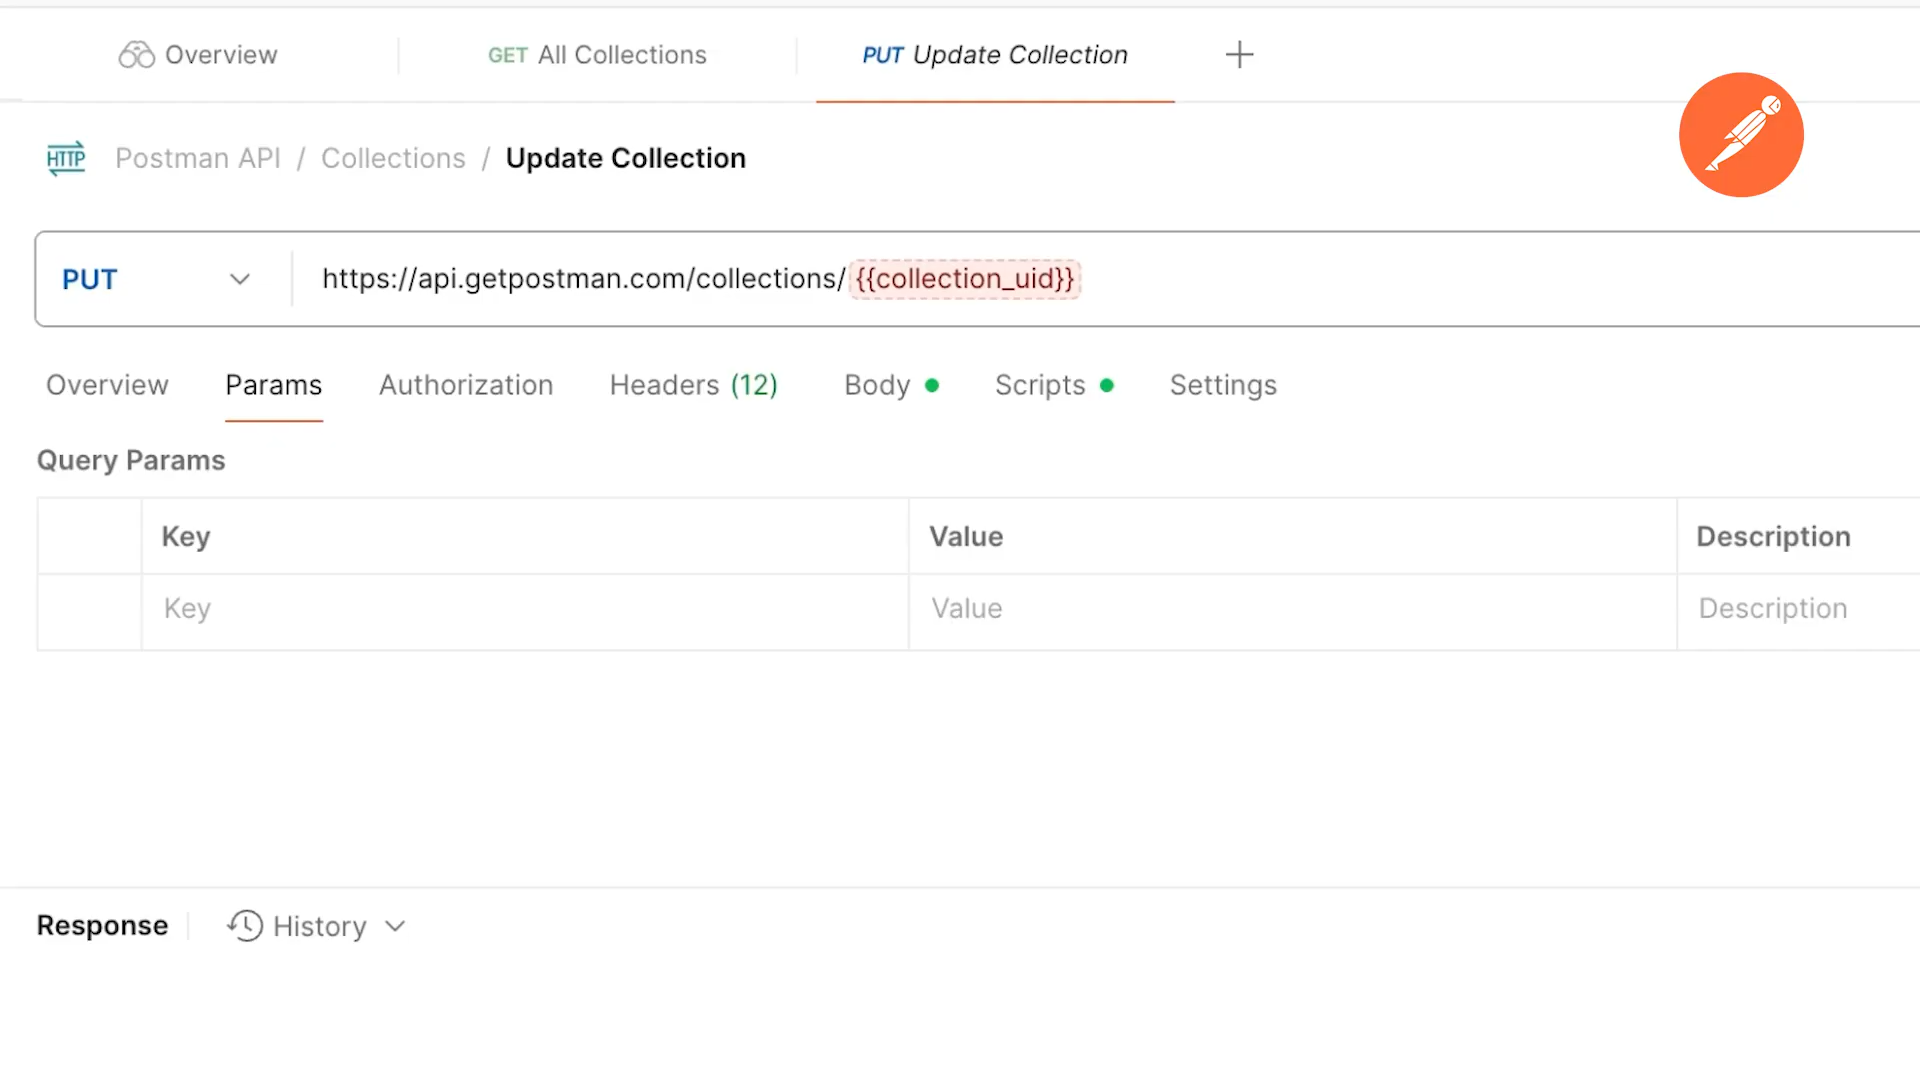 Overview
GET All Collections
PUT Update Collection
HTTP Postman API / Collections / Update Collection
PUT https://api.getpostman.com/collections/{{collection_uid}}
Overview Params Authorization Headers (12) Body Scripts Settings
Query Params
Key Value Description
Key Value Description
Response History